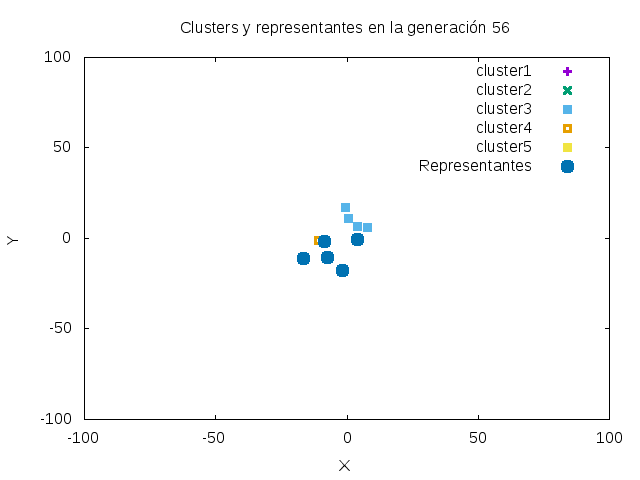 Clusters y representantes en la generación 56
cluster1
cluster2
cluster3
cluster4
cluster5
Representantes
100
50
0
-50
-100
-100 -50 0 50 100
Y
X